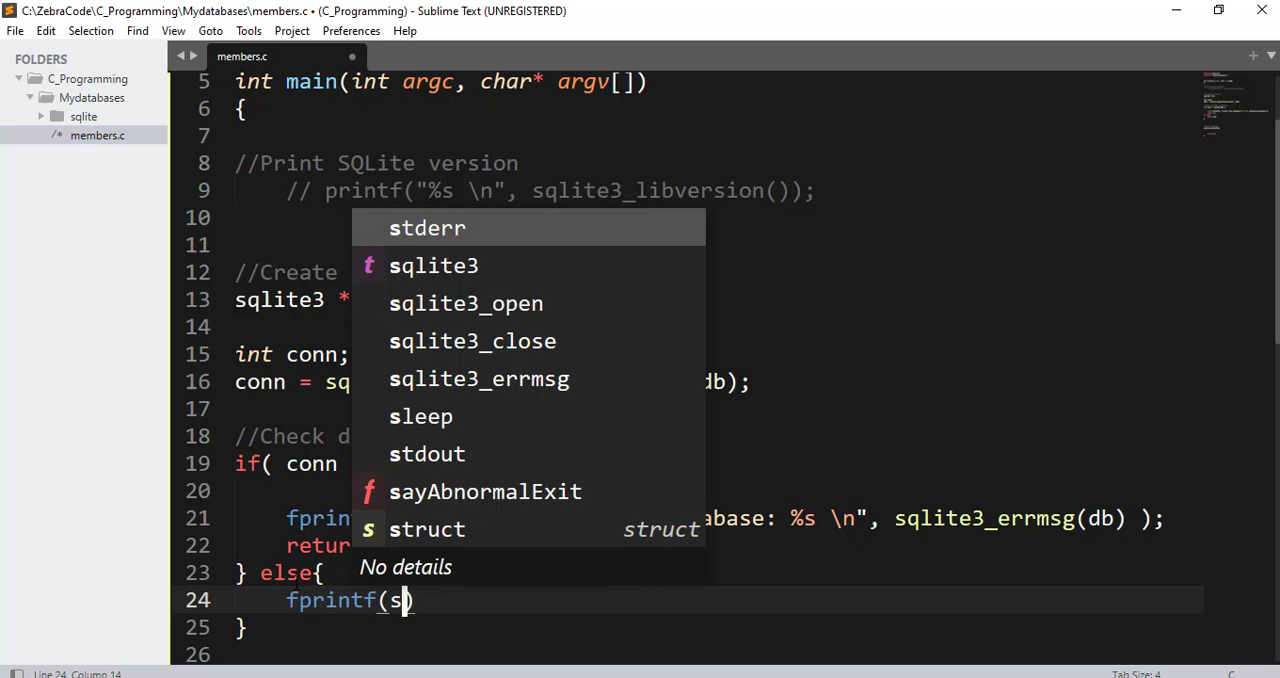 C:\ZebraCode\C_Programming\Mydatabases\members.c • (C_Programming) - Sublime Text (UNREGISTERED)
File Edit Selection Find View Goto Tools Project Preferences Help
FOLDERS
C_Programming
Mydatabases
sqlite
/* members.c
members.c
5 int main(int argc, char* argv[])
6 {
7
8 //Print SQLite version
9 // printf("%s \n", sqlite3_libversion());
10
11
12 //Create
13 sqlite3 *
14
15 int conn;
16 conn = sq db);
17
18 //Check d
19 if( conn
20
21 fprin abase: %s \n", sqlite3_errmsg(db) );
22 retur
23 } else{
24 fprintf(s)
25 }
26
stderr
t sqlite3
sqlite3_open
sqlite3_close
sqlite3_errmsg
sleep
stdout
f sayAbnormalExit
s struct struct
No details
Line 24, Column 14
Tab Size: 4
C